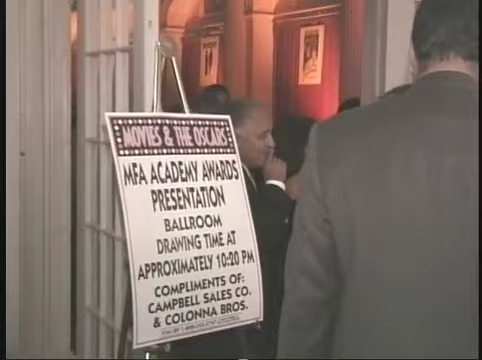 MOVIES & THE OSCARS
MFA ACADEMY AWARDS
PRESENTATION
BALLROOM
DRAWING TIME AT
APPROXIMATELY 10:20 PM
COMPLIMENTS OF:
CAMPBELL SALES CO.
& COLONNA BROS.